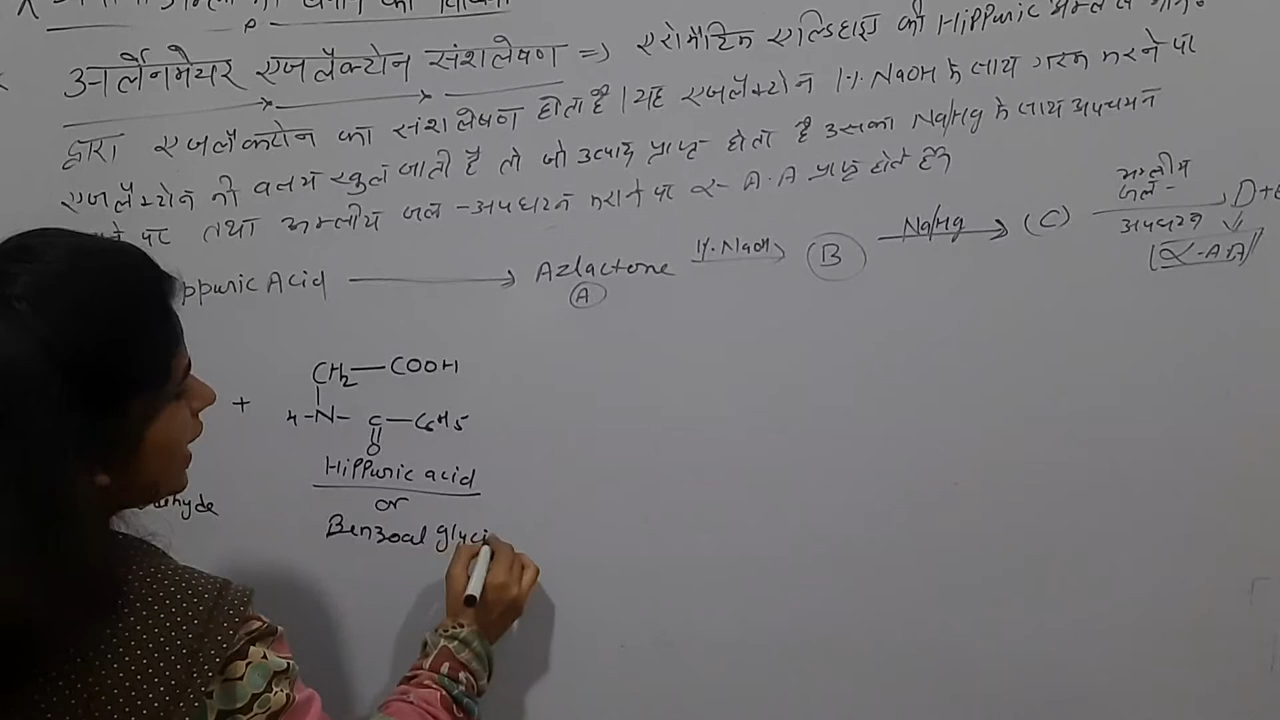 अर्लेनमेयर एजलैक्टोन संश्लेषण => एरोमैटिक एल्डिहाइड की Hippuric अम्ल
द्वारा एजलैक्टोन का संश्लेषण होता है। यह एजलैक्टोन 1% NaOH के साथ गरम करने पर
एजलैक्टोन की वलय खुल जाती है तो जो उत्पाद प्राप्त होता है उसका Na/Hg के साथ अपचयन
पर तथा अम्लीय जल-अपघटन कराने पर α- A.A प्राप्त होते हैं
ppuric Acid ⟶ Azlactone 1%. NaOH B Na/Hg (C) अम्लीय जल- अपघटन D+
(A) (α-A.A)
+ CH2—COOH
H-N- C—C6H5
O
Hippuric acid
or
hyde Benzoal glyci